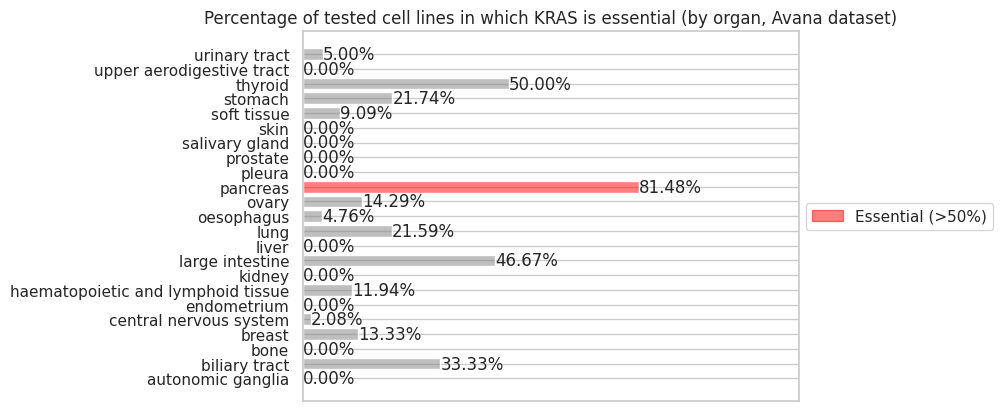 Percentage of tested cell lines in which KRAS is essential (by organ, Avana dataset)
urinary tract 5.00%
upper aerodigestive tract 0.00%
thyroid 50.00%
stomach 21.74%
soft tissue 9.09%
skin 0.00%
salivary gland 0.00%
prostate 0.00%
pleura 0.00%
pancreas 81.48%
ovary 14.29%
oesophagus 4.76%
lung 21.59%
liver 0.00%
large intestine 46.67%
kidney 0.00%
haematopoietic and lymphoid tissue 11.94%
endometrium 0.00%
central nervous system 2.08%
breast 13.33%
bone 0.00%
biliary tract 33.33%
autonomic ganglia 0.00%
Essential (>50%)